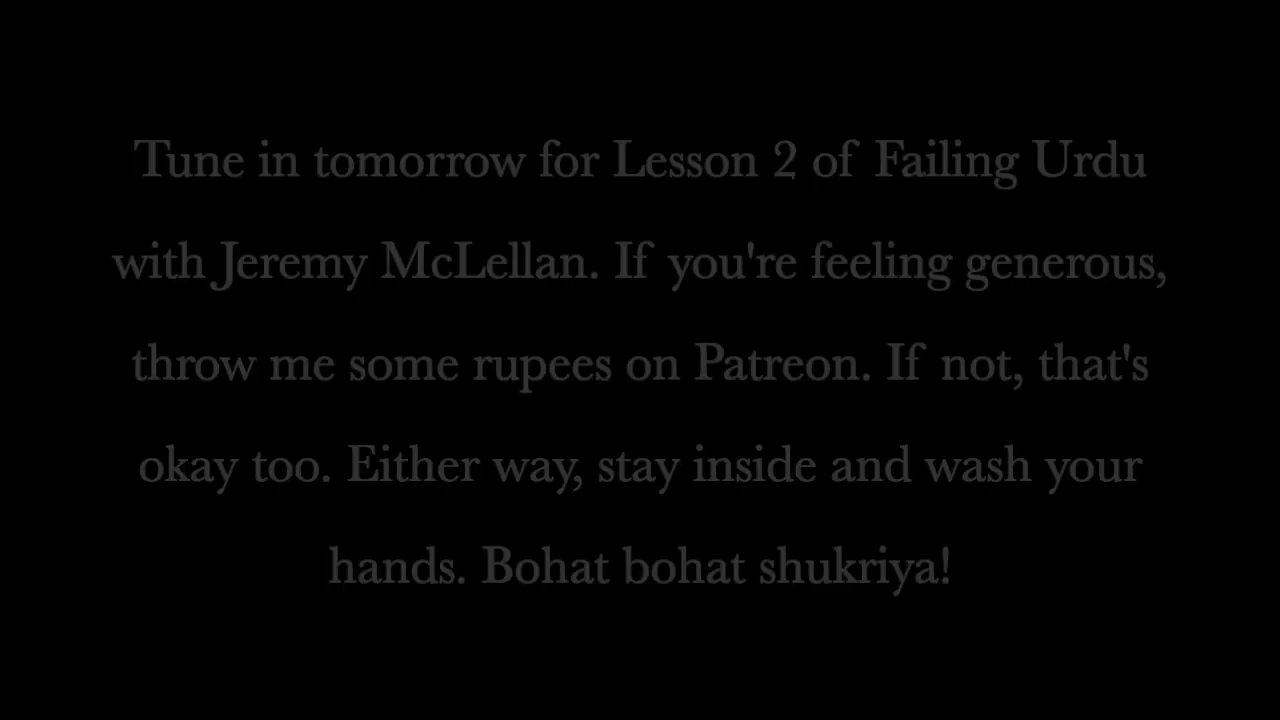 Tune in tomorrow for Lesson 2 of Failing Urdu
with Jeremy McLellan. If you're feeling generous,
throw me some rupees on Patreon. If not, that's
okay too. Either way, stay inside and wash your
hands. Bohat bohat shukriya!